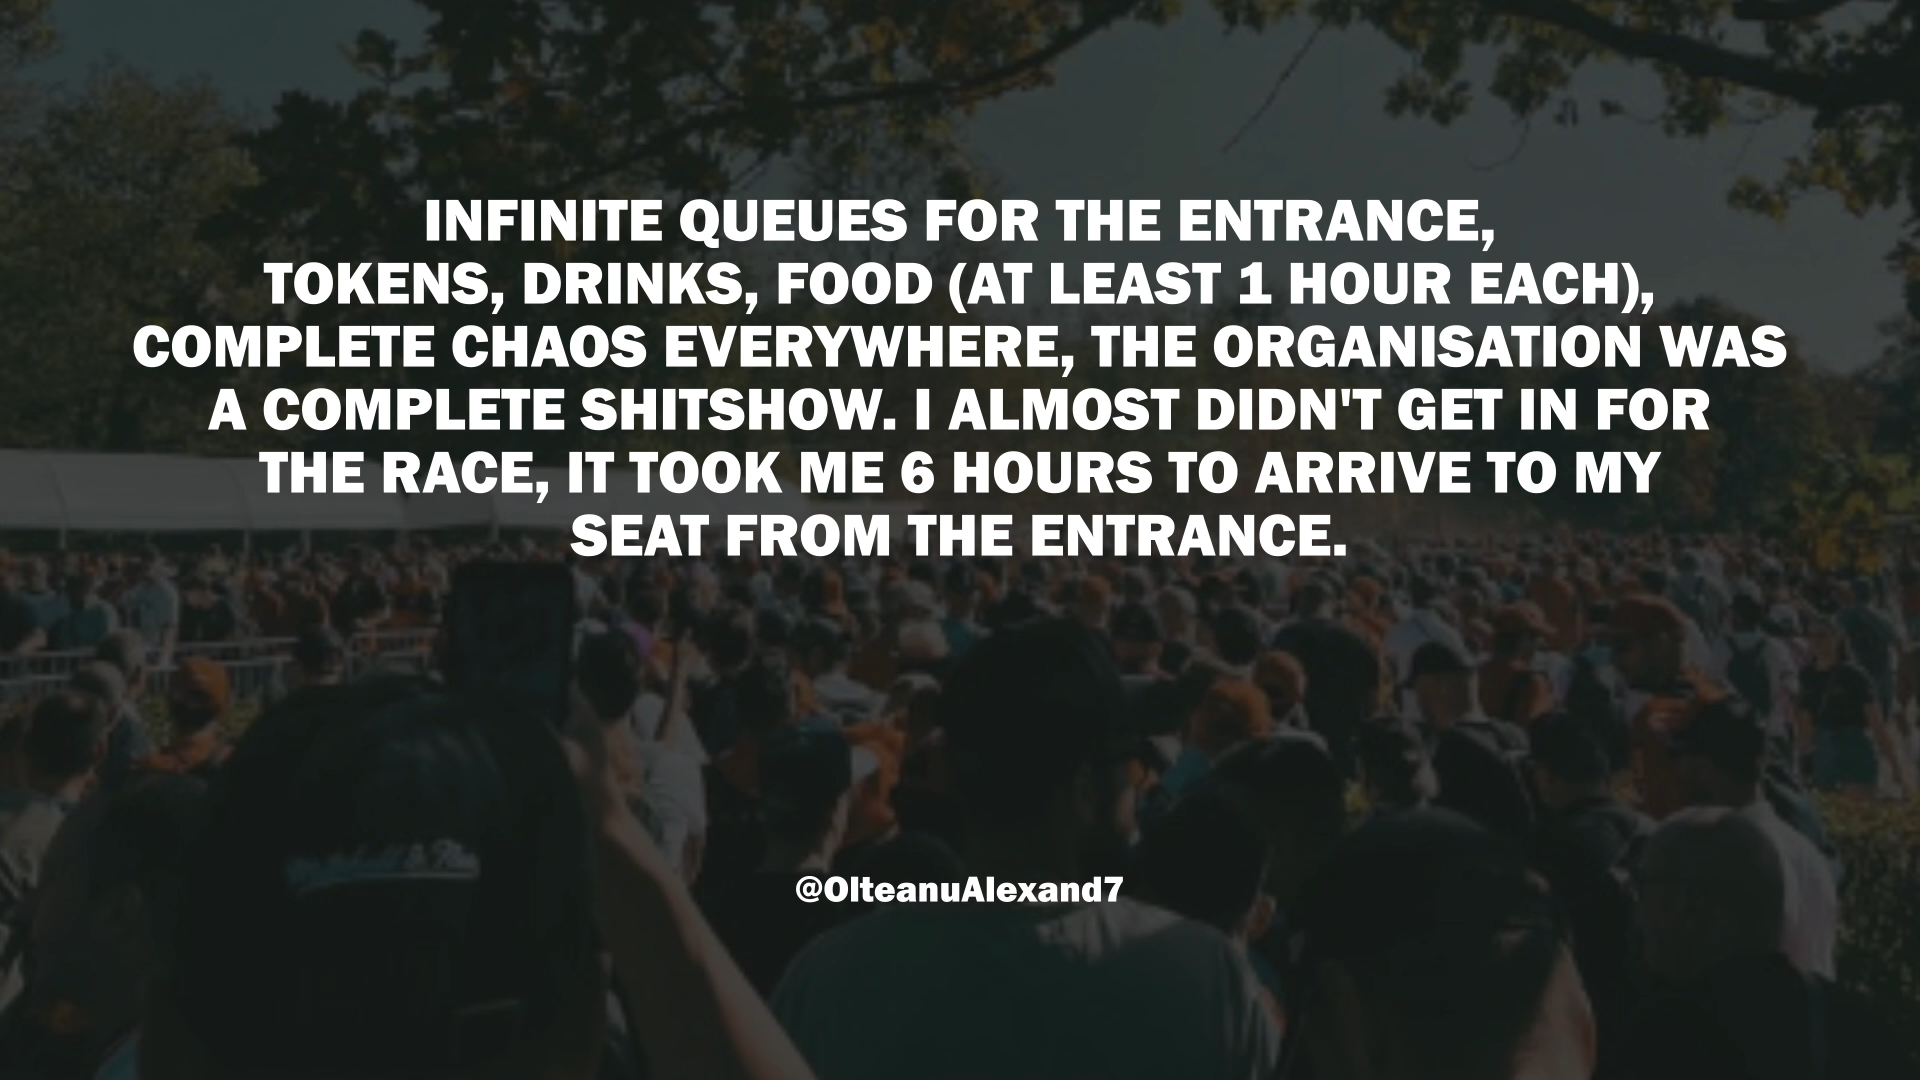 INFINITE QUEUES FOR THE ENTRANCE,
TOKENS, DRINKS, FOOD (AT LEAST 1 HOUR EACH),
COMPLETE CHAOS EVERYWHERE, THE ORGANISATION WAS
A COMPLETE SHITSHOW. I ALMOST DIDN'T GET IN FOR
THE RACE, IT TOOK ME 6 HOURS TO ARRIVE TO MY
SEAT FROM THE ENTRANCE.
@OlteanuAlexand7